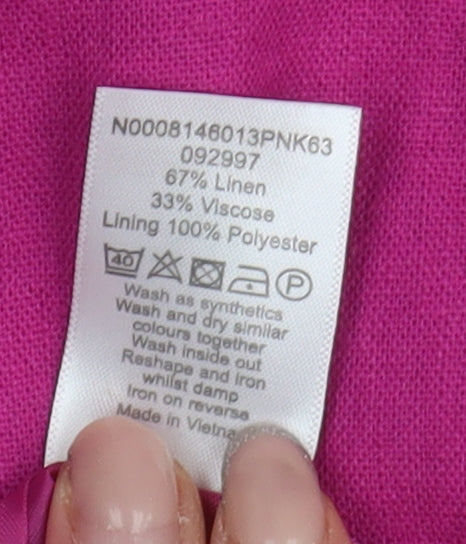 N0008146013PNK63
092997
67% Linen
33% Viscose
Lining 100% Polyester
40 P
Wash as synthetics
Wash and dry similar
colours together
Wash inside out
Reshape and iron
whilst damp
Iron on reverse
Made in